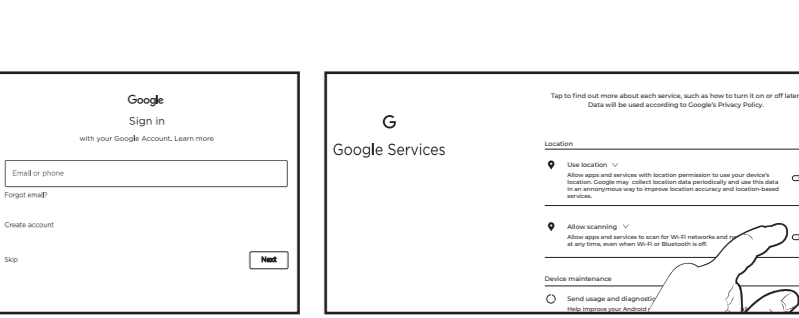 Google
Sign in
with your Google Account. Learn more
Email or phone
Forgot email?
Create account
Skip
Next
G
Google Services
Tap to find out more about each service, such as how to turn it on or off later
Data will be used according to Google's Privacy Policy.
Location
Use location
Allow apps and services with location permission to use your device's
location. Google may collect location data periodically and use this data
in an annonymous way to improve location accuracy and location-based
services.
Allow scanning
Allow apps and services to scan for Wi-Fi networks and
at any time, even when Wi-Fi or Bluetooth is off.
Device maintenance
Send usage and diagnostic
Help improve your Android